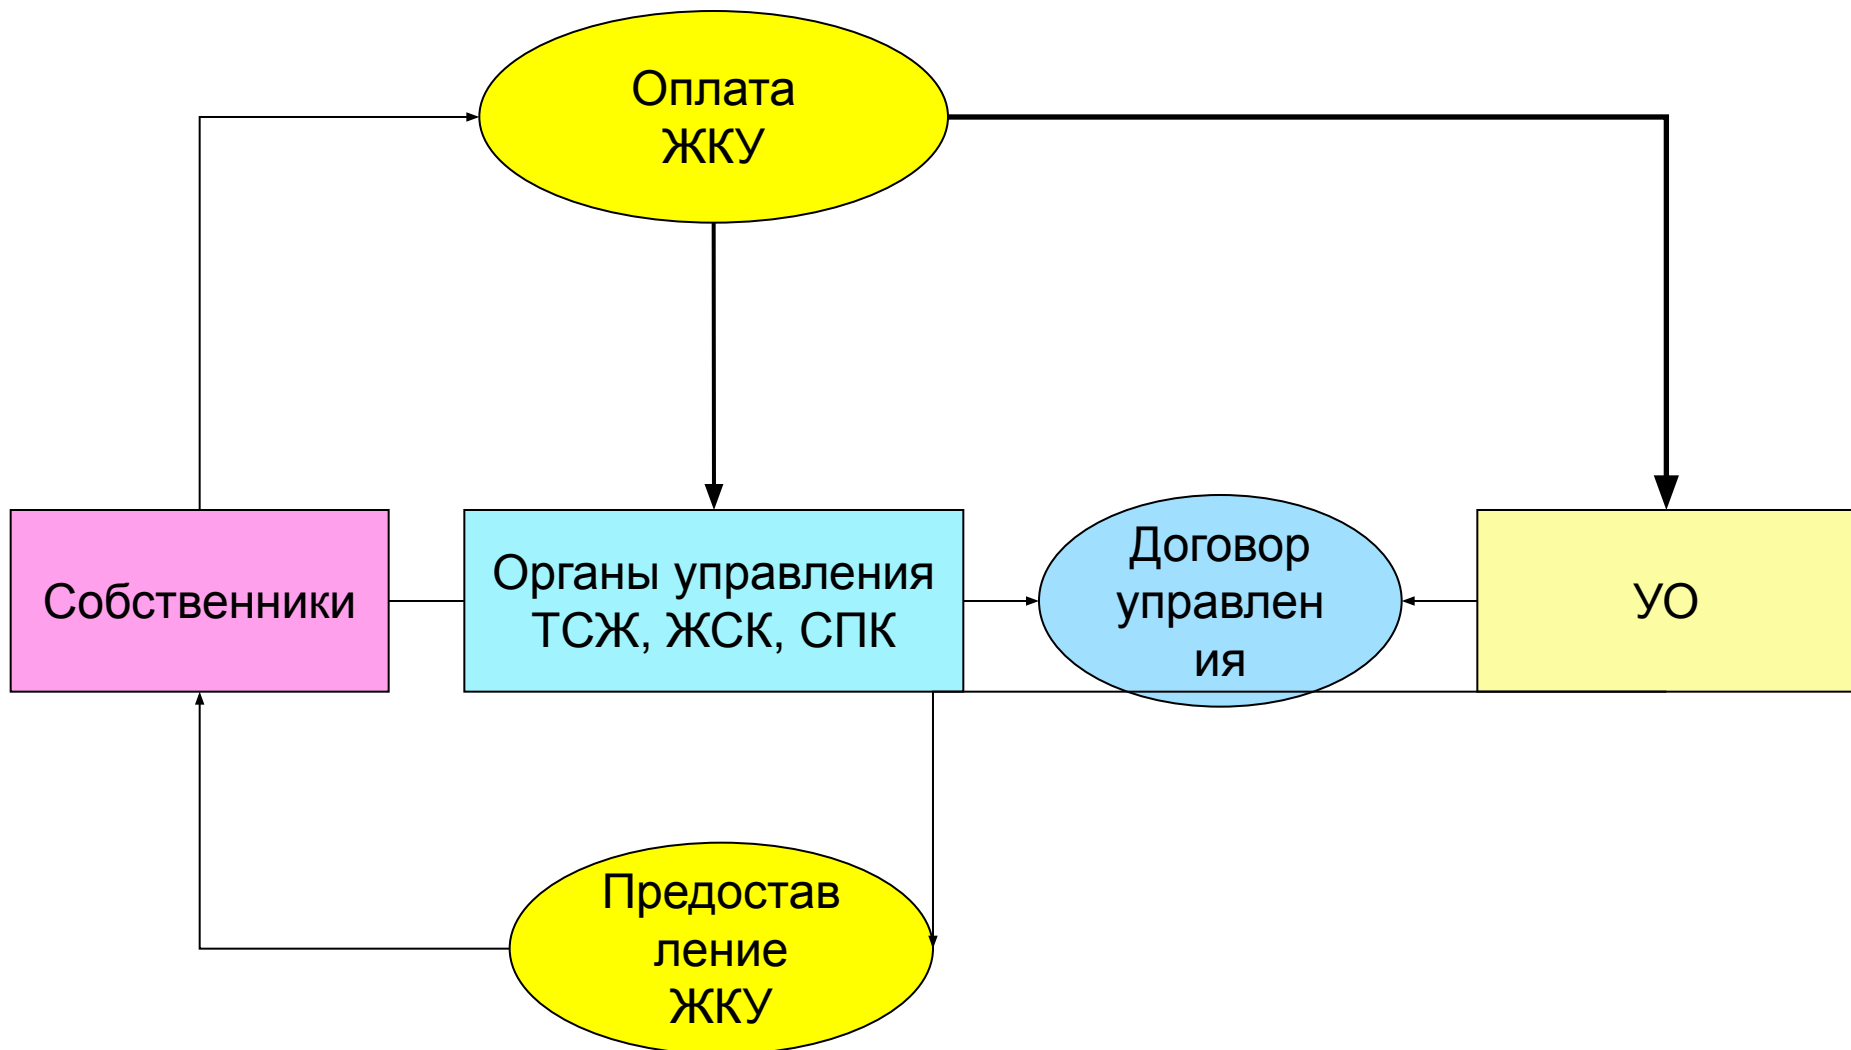 Оплата
ЖКУ
Собственники
Органы управления
ТСЖ, ЖСК, СПК
Договор
управлен
ия
УО
Предостав
ление
ЖКУ